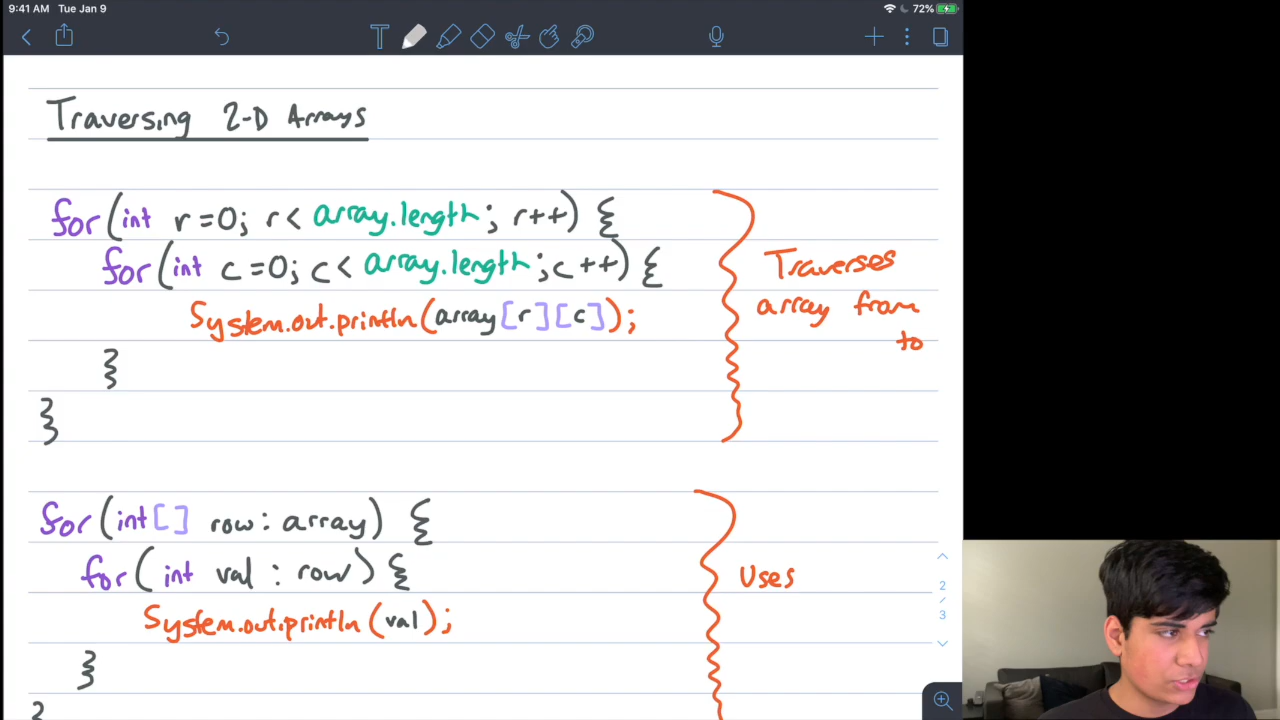 9:41 AM Tue Jan 9
72%
T
Traversing 2-D Arrays
for(int r=0; r< array.length; r++) {
for(int c=0; c< array.length; c++) {
System.out.println(array[r][c]);
}
}
Traverses
array from
to
for(int[] row: array) {
for(int val : row) {
System.out.println(val);
}
Uses
2
/
3